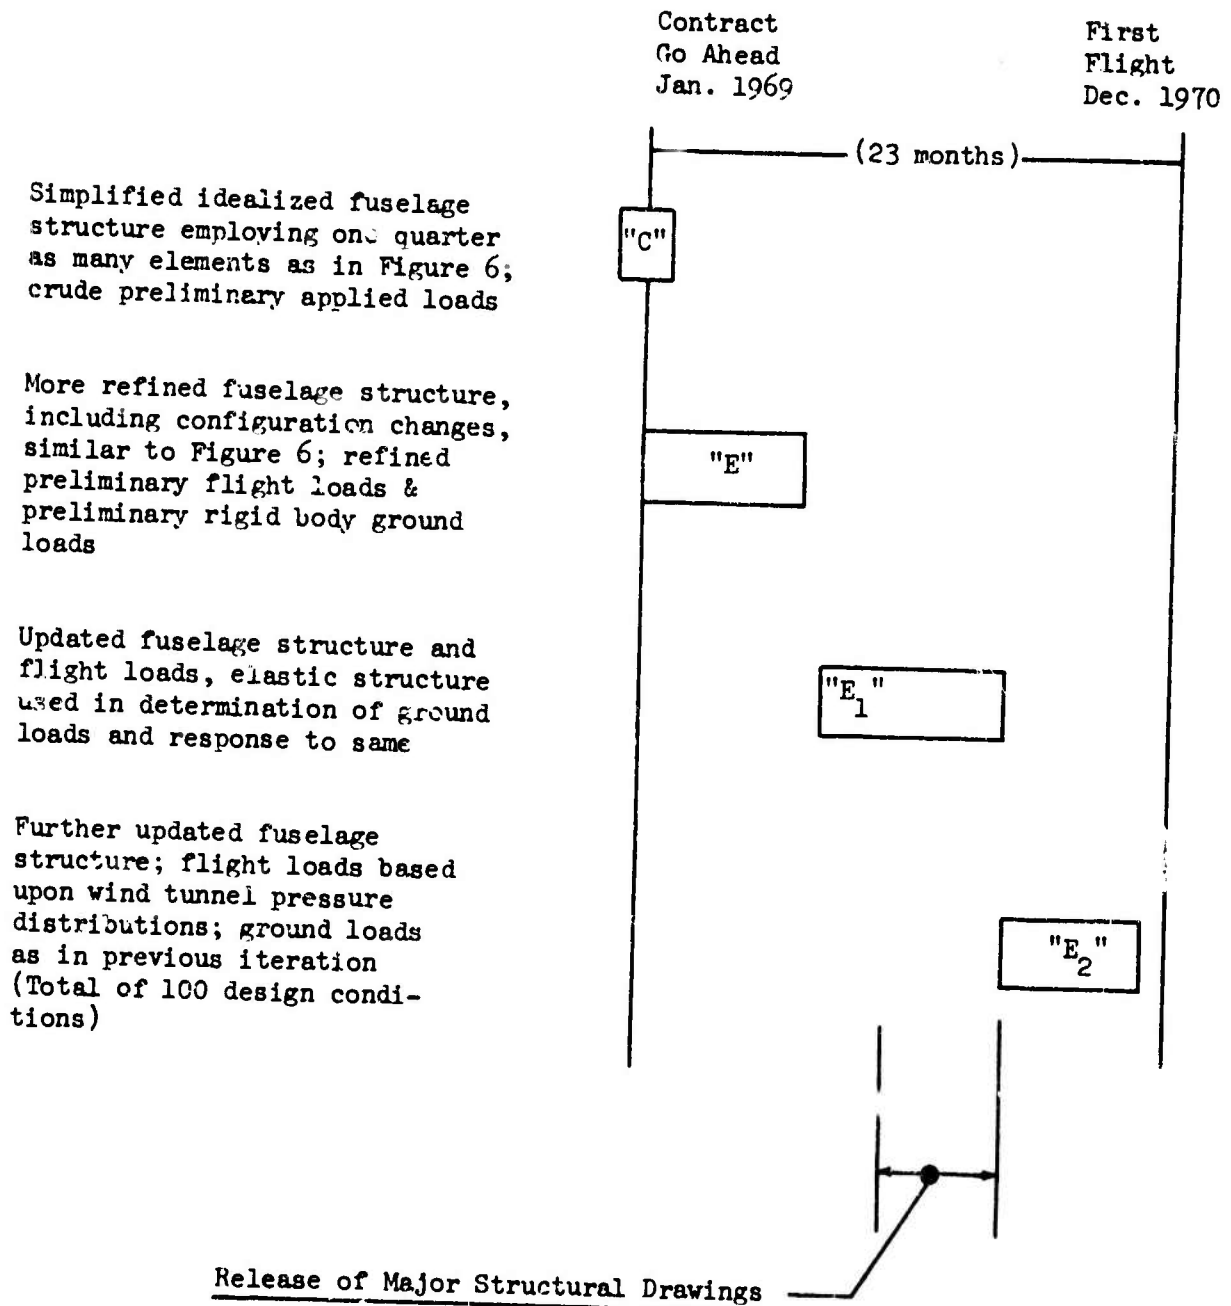 Contract
Go Ahead
Jan. 1969
First
Flight
Dec. 1970
(23 months)
Simplified idealized fuselage
structure employing one quarter
as many elements as in Figure 6;
crude preliminary applied loads
"C"
More refined fuselage structure,
including configuration changes,
similar to Figure 6; refined
preliminary flight loads &
preliminary rigid body ground
loads
"E"
Updated fuselage structure and
flight loads, elastic structure
used in determination of ground
loads and response to same
"E1"
Further updated fuselage
structure; flight loads based
upon wind tunnel pressure
distributions; ground loads
as in previous iteration
(Total of 100 design condi-
tions)
"E2"
Release of Major Structural Drawings